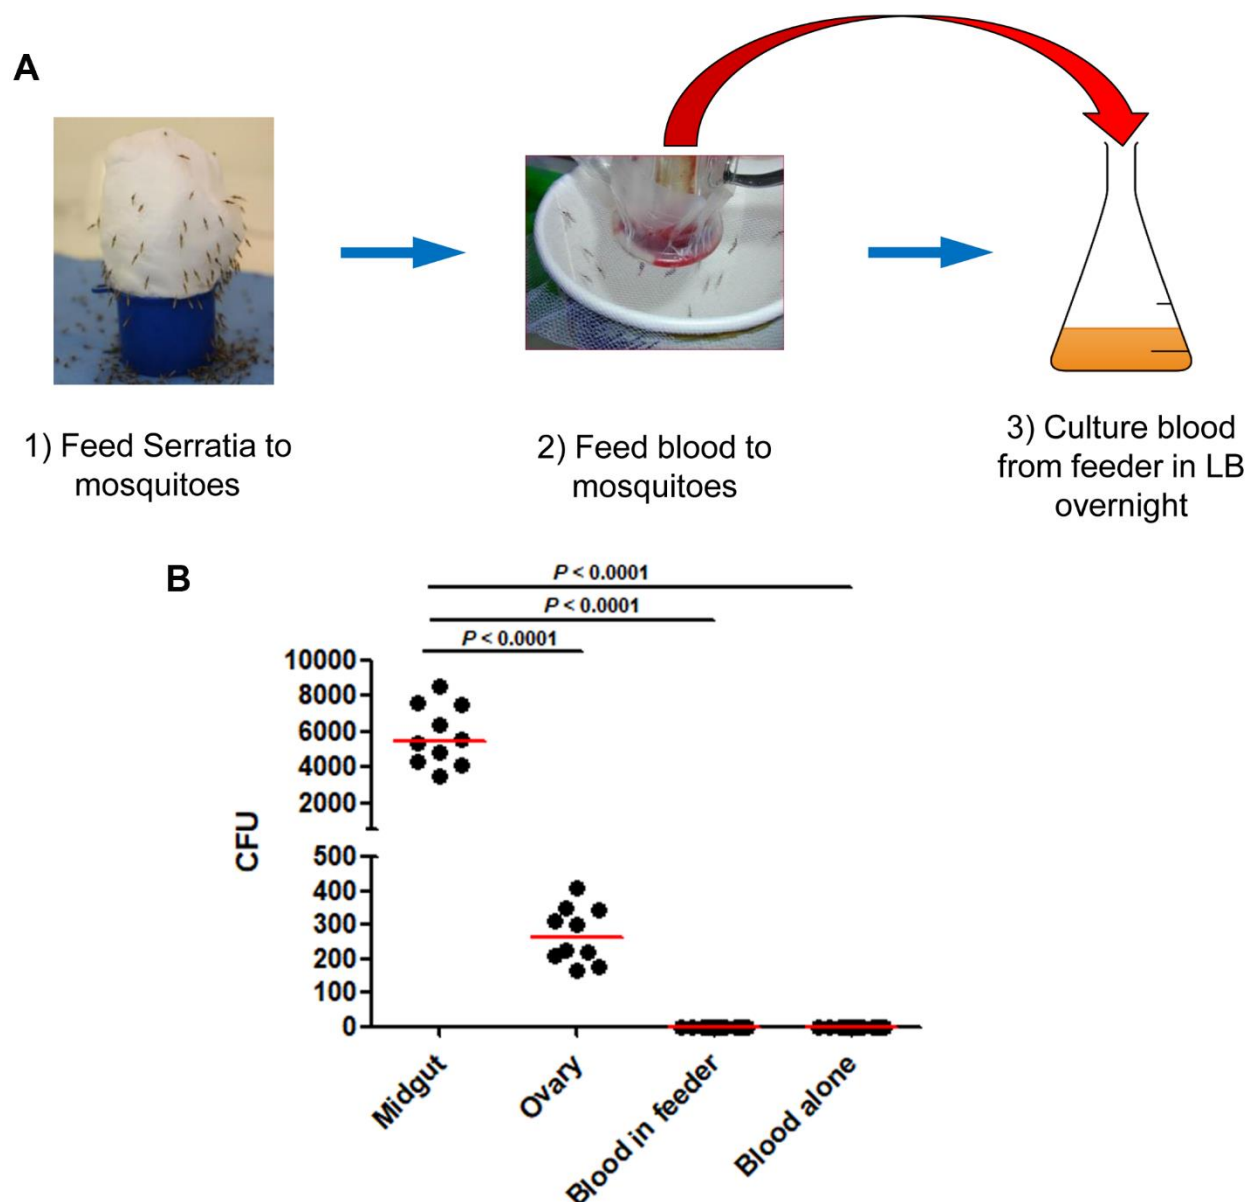 A
1) Feed Serratia to
mosquitoes
2) Feed blood to
mosquitoes
3) Culture blood
from feeder in LB
overnight
B
P < 0.0001
P < 0.0001
P < 0.0001
10000
8000
6000
4000
2000
500
400
300
200
100
0
CFU
Midgut
Ovary
Blood in feeder
Blood alone